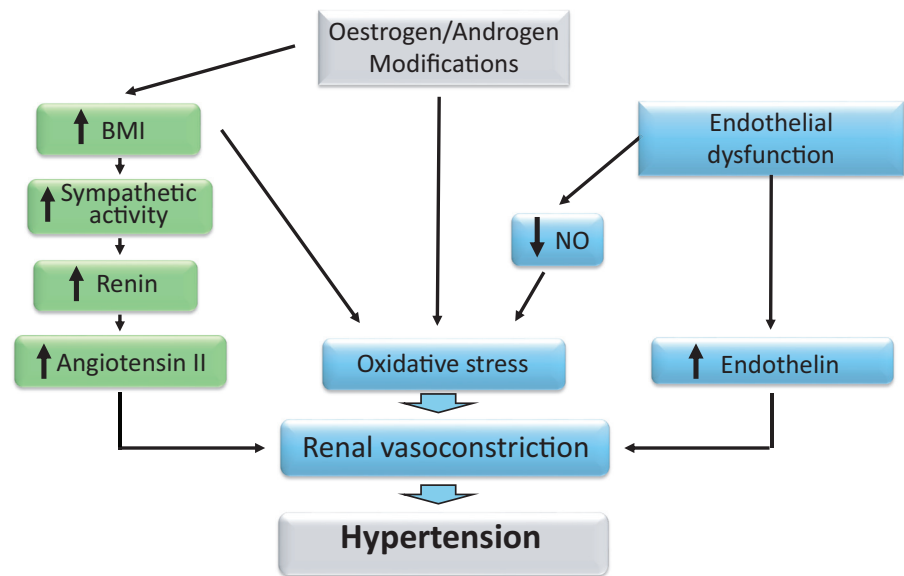 Oestrogen/Androgen
Modifications
BMI
Endothelial
dysfunction
Sympathetic
activity
NO
Renin
Angiotensin II
Oxidative stress
Endothelin
Renal vasoconstriction
Hypertension